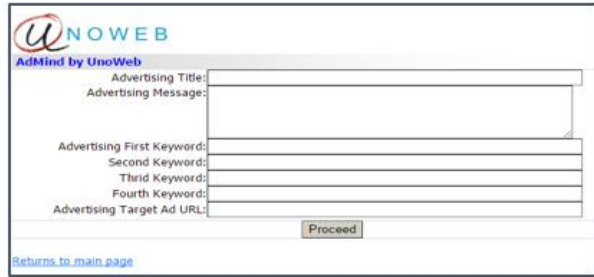 UNOWEB
AdMind by UnoWeb
Advertising Title:
Advertising Message:
Advertising First Keyword:
Second Keyword:
Thrid Keyword:
Fourth Keyword:
Advertising Target Ad URL:
Proceed
Returns to main page